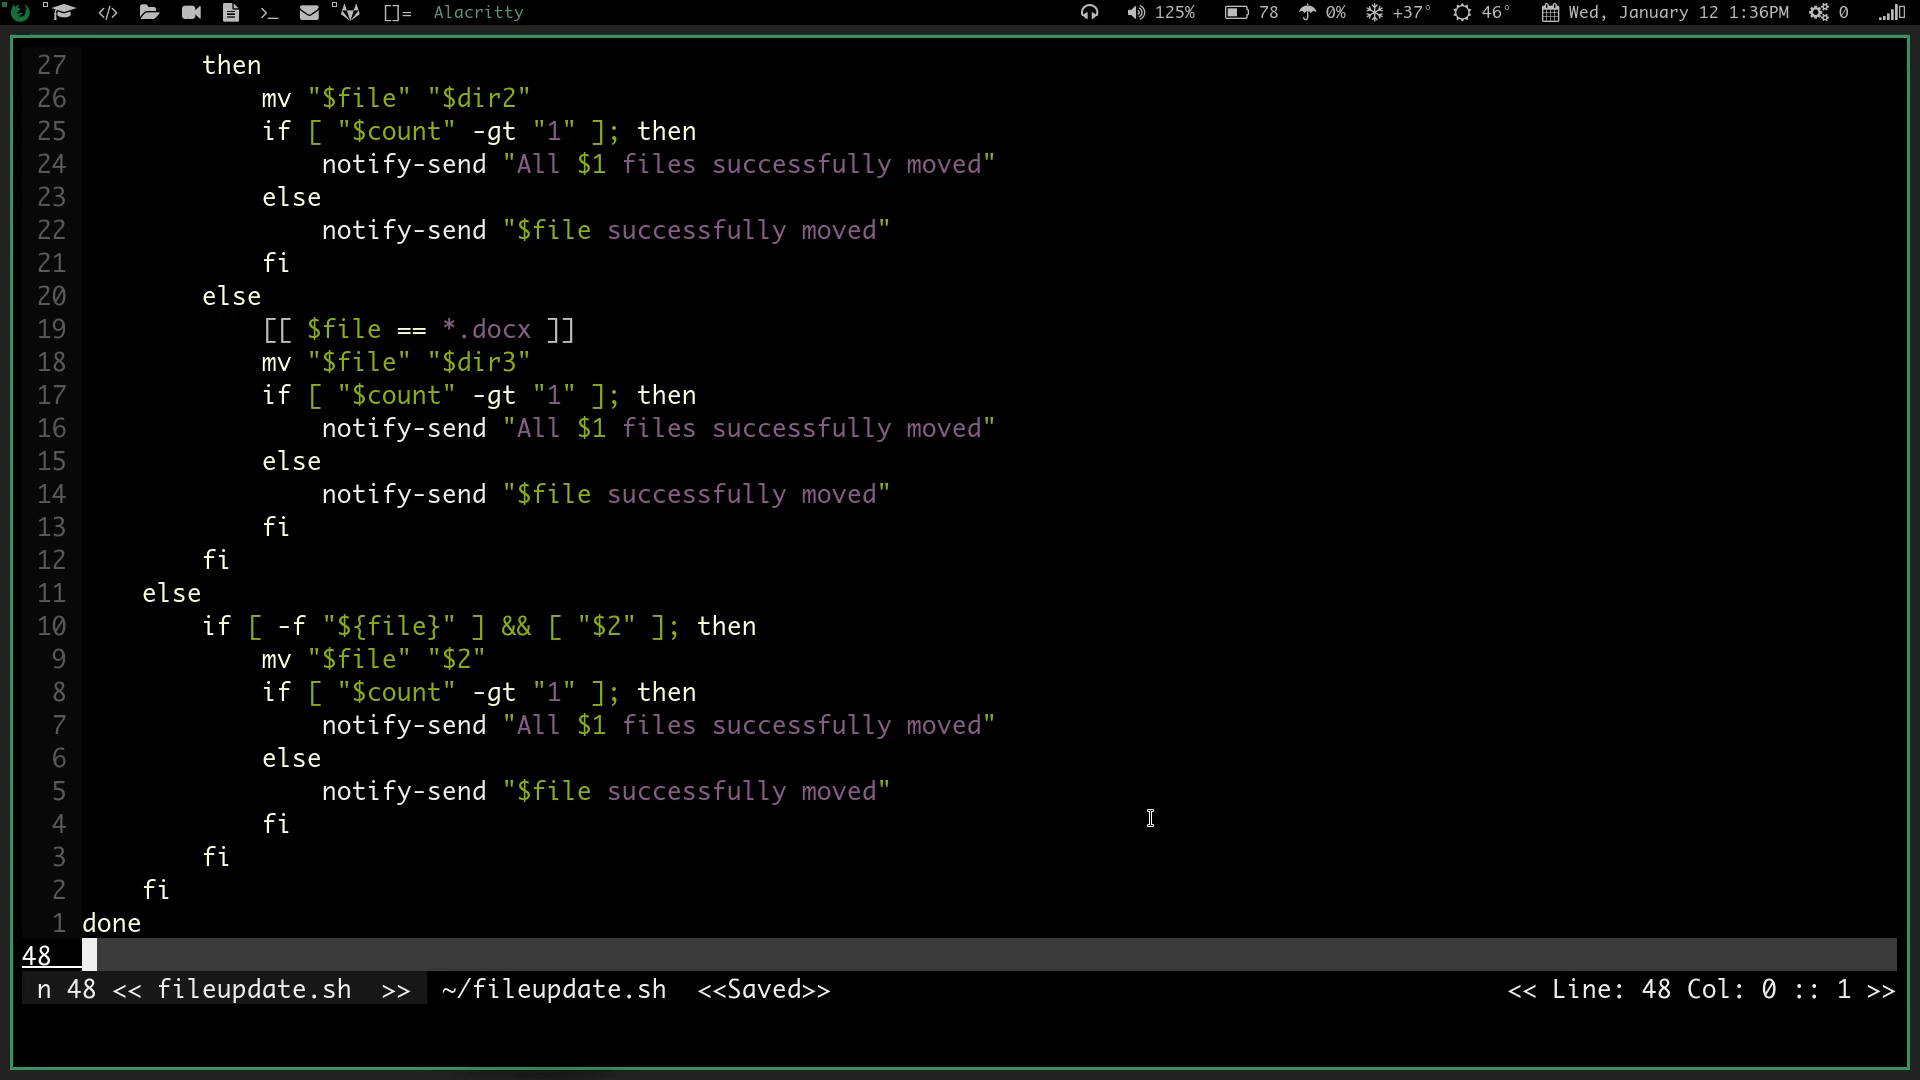 </> >_ []= Alacritty 125% 78 0% +37° 46° Wed, January 12 1:36PM 0
27         then
26             mv "$file" "$dir2"
25             if [ "$count" -gt "1" ]; then
24                 notify-send "All $1 files successfully moved"
23             else
22                 notify-send "$file successfully moved"
21             fi
20         else
19             [[ $file == *.docx ]]
18             mv "$file" "$dir3"
17             if [ "$count" -gt "1" ]; then
16                 notify-send "All $1 files successfully moved"
15             else
14                 notify-send "$file successfully moved"
13             fi
12         fi
11     else
10         if [ -f "${file}" ] && [ "$2" ]; then
9             mv "$file" "$2"
8             if [ "$count" -gt "1" ]; then
7                 notify-send "All $1 files successfully moved"
6             else
5                 notify-send "$file successfully moved"
4             fi
3         fi
2     fi
1 done
48
n 48 << fileupdate.sh  >> ~/fileupdate.sh  <<Saved>> << Line: 48 Col: 0 :: 1 >>